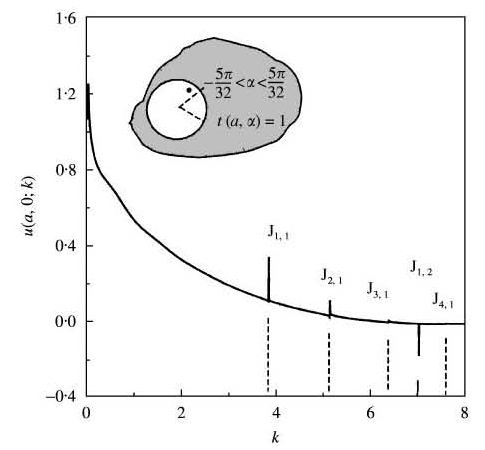 1·6
1·2
0·8
0·4
0·0
−0·4
u(a, 0; k)
−5π/32 <α< 5π/32
t (a, α) = 1
J1, 1
J2, 1
J3, 1
J1, 2
J4, 1
0 2 4 6 8
k